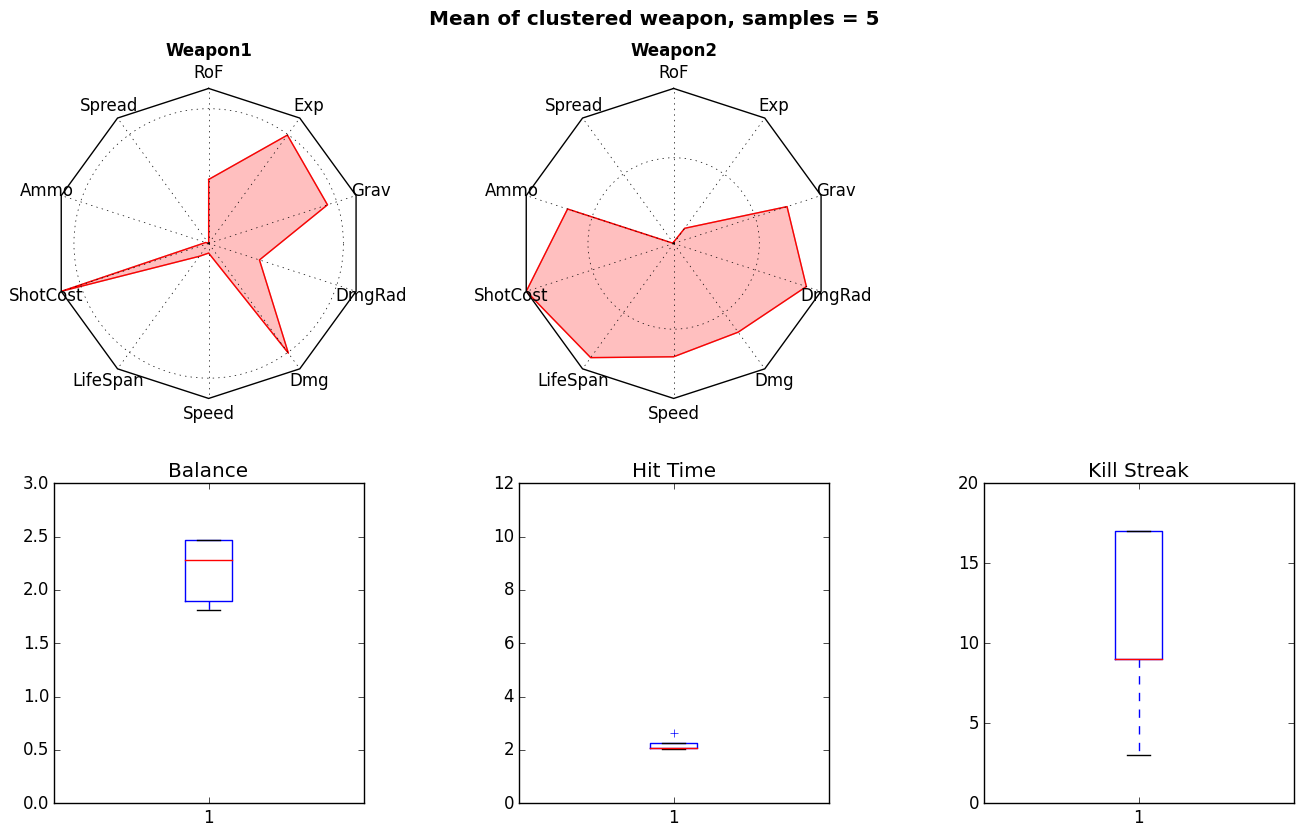 Mean of clustered weapon, samples = 5
Weapon1
RoF
Exp
Grav
DmgRad
Dmg
Speed
LifeSpan
ShotCost
Ammo
Spread
Weapon2
RoF
Exp
Grav
DmgRad
Dmg
Speed
LifeSpan
ShotCost
Ammo
Spread
Balance
3.0
2.5
2.0
1.5
1.0
0.5
0.0
1
Hit Time
12
10
8
6
4
2
0
1
Kill Streak
20
15
10
5
0
1